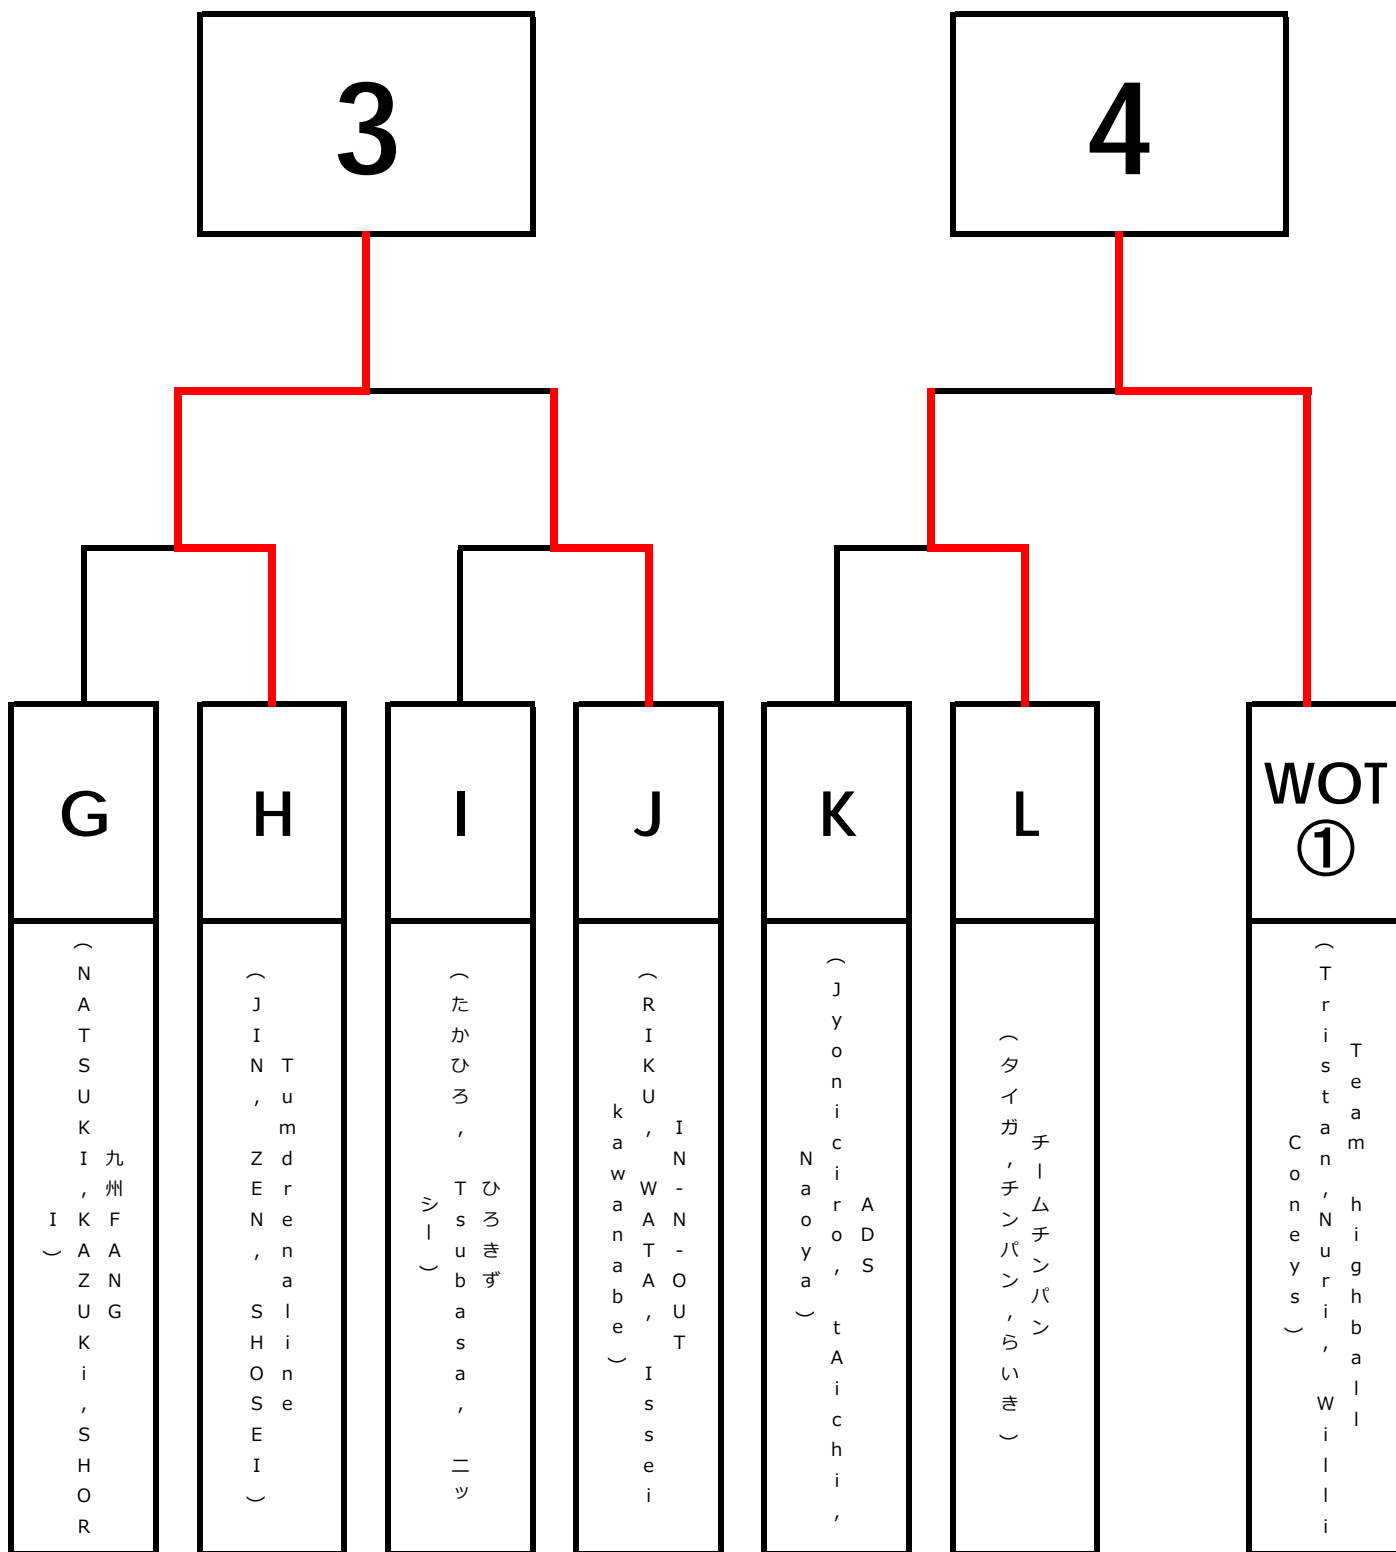 3
4
G
H
I
J
K
L
WOT
①
九州FANG
(NATSUKI,KAZUKi,SHOR
I)
Tumdrenaline
(JIN, ZEN, SHOSEI)
ひろきず
(たかひろ, Tsubasa, ニッ
シー)
IN-N-OUT
(RIKU, WATA, Issei
kawanabe)
ADS
(Jyoniciro, tAichi,
Naoya)
チームチンパン
(タイガ,チンパン,らいき)
Team highball
(Tristan,Nuri, Willi
Coneys)